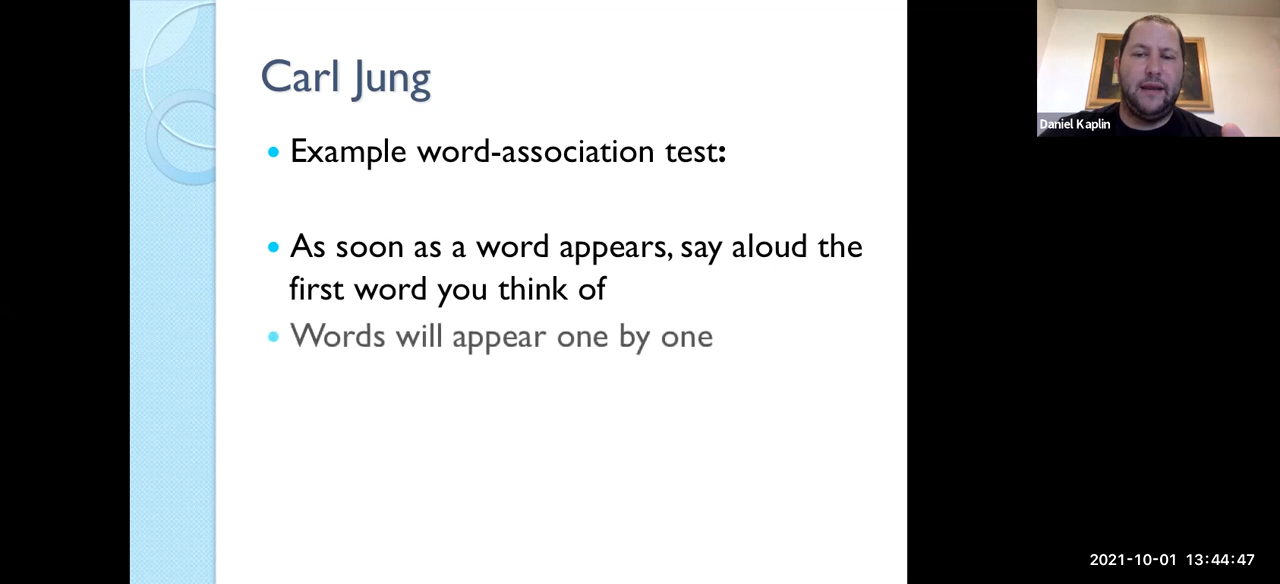 Carl Jung
Example word-association test:
As soon as a word appears, say aloud the
first word you think of
Words will appear one by one
Daniel Kaplin
2021-10-01 13:44:47